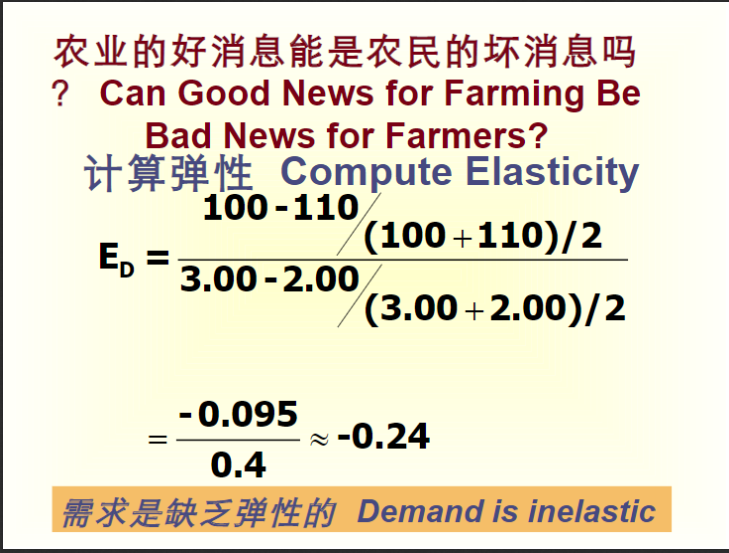 农业的好消息能是农民的坏消息吗
？ Can Good News for Farming Be
Bad News for Farmers?
计算弹性 Compute Elasticity
100-110/(100+110)/2
E_D =
3.00-2.00/(3.00+2.00)/2
= -0.095/0.4 ≈ -0.24
需求是缺乏弹性的 Demand is inelastic